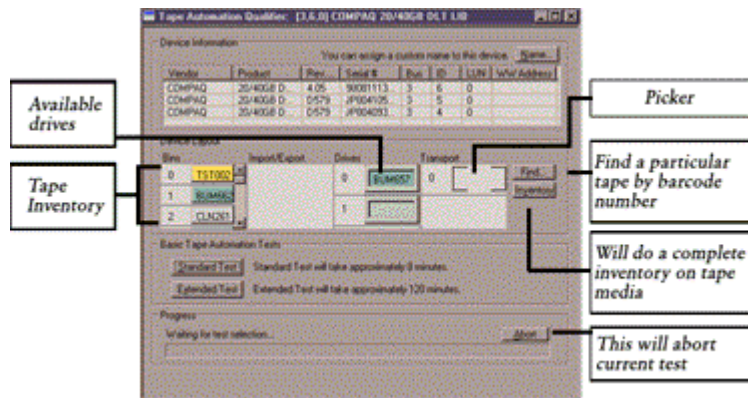 Tape Automation Qualifier: [3,6,0] COMPAQ 20/40GB DLT LIB
Device Information
You can assign a custom name to this device. Name...
Vendor Product Rev... Serial # Bus ID LUN WW Address
COMPAQ 20/40GB D... 4.05 3 6 0
COMPAQ 20/40GB D... D579 3 5 0
COMPAQ 20/40GB D... D579 3 4 0
Available
drives
Picker
Device Layout
Bins Import/Export Drives Transport
0 TST002 0 BUM657 0 Find...
1 Inventory
2 CLN261 1
Tape
Inventory
Find a particular
tape by barcode
number
Basic Tape Automation Tests
Standard Test Standard Test will take approximately 8 minutes.
Extended Test Extended Test will take approximately 120 minutes.
Will do a complete
inventory on tape
media
Progress
Waiting for test selection... Abort
This will abort
current test